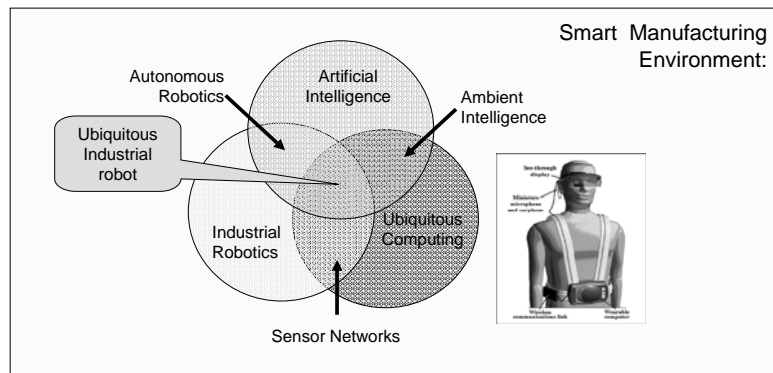 Smart Manufacturing
Environment:
Autonomous
Robotics
Artificial
Intelligence
Ambient
Intelligence
Ubiquitous
Industrial
robot
Industrial
Robotics
Ubiquitous
Computing
Sensor Networks
See-through
display
Miniature
microphone
and earphone
Wireless
communications link
Wearable
computer